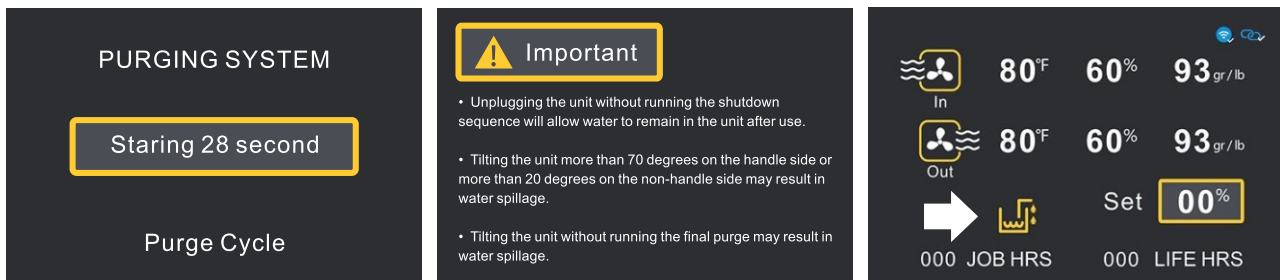 PURGING SYSTEM
Staring 28 second
Purge Cycle
Important
• Unplugging the unit without running the shutdown
sequence will allow water to remain in the unit after use.
• Tilting the unit more than 70 degrees on the handle side or
more than 20 degrees on the non-handle side may result in
water spillage.
• Tilting the unit without running the final purge may result in
water spillage.
80°F 60% 93 gr/lb
In
80°F 60% 93 gr/lb
Out
Set 00%
000 JOB HRS 000 LIFE HRS